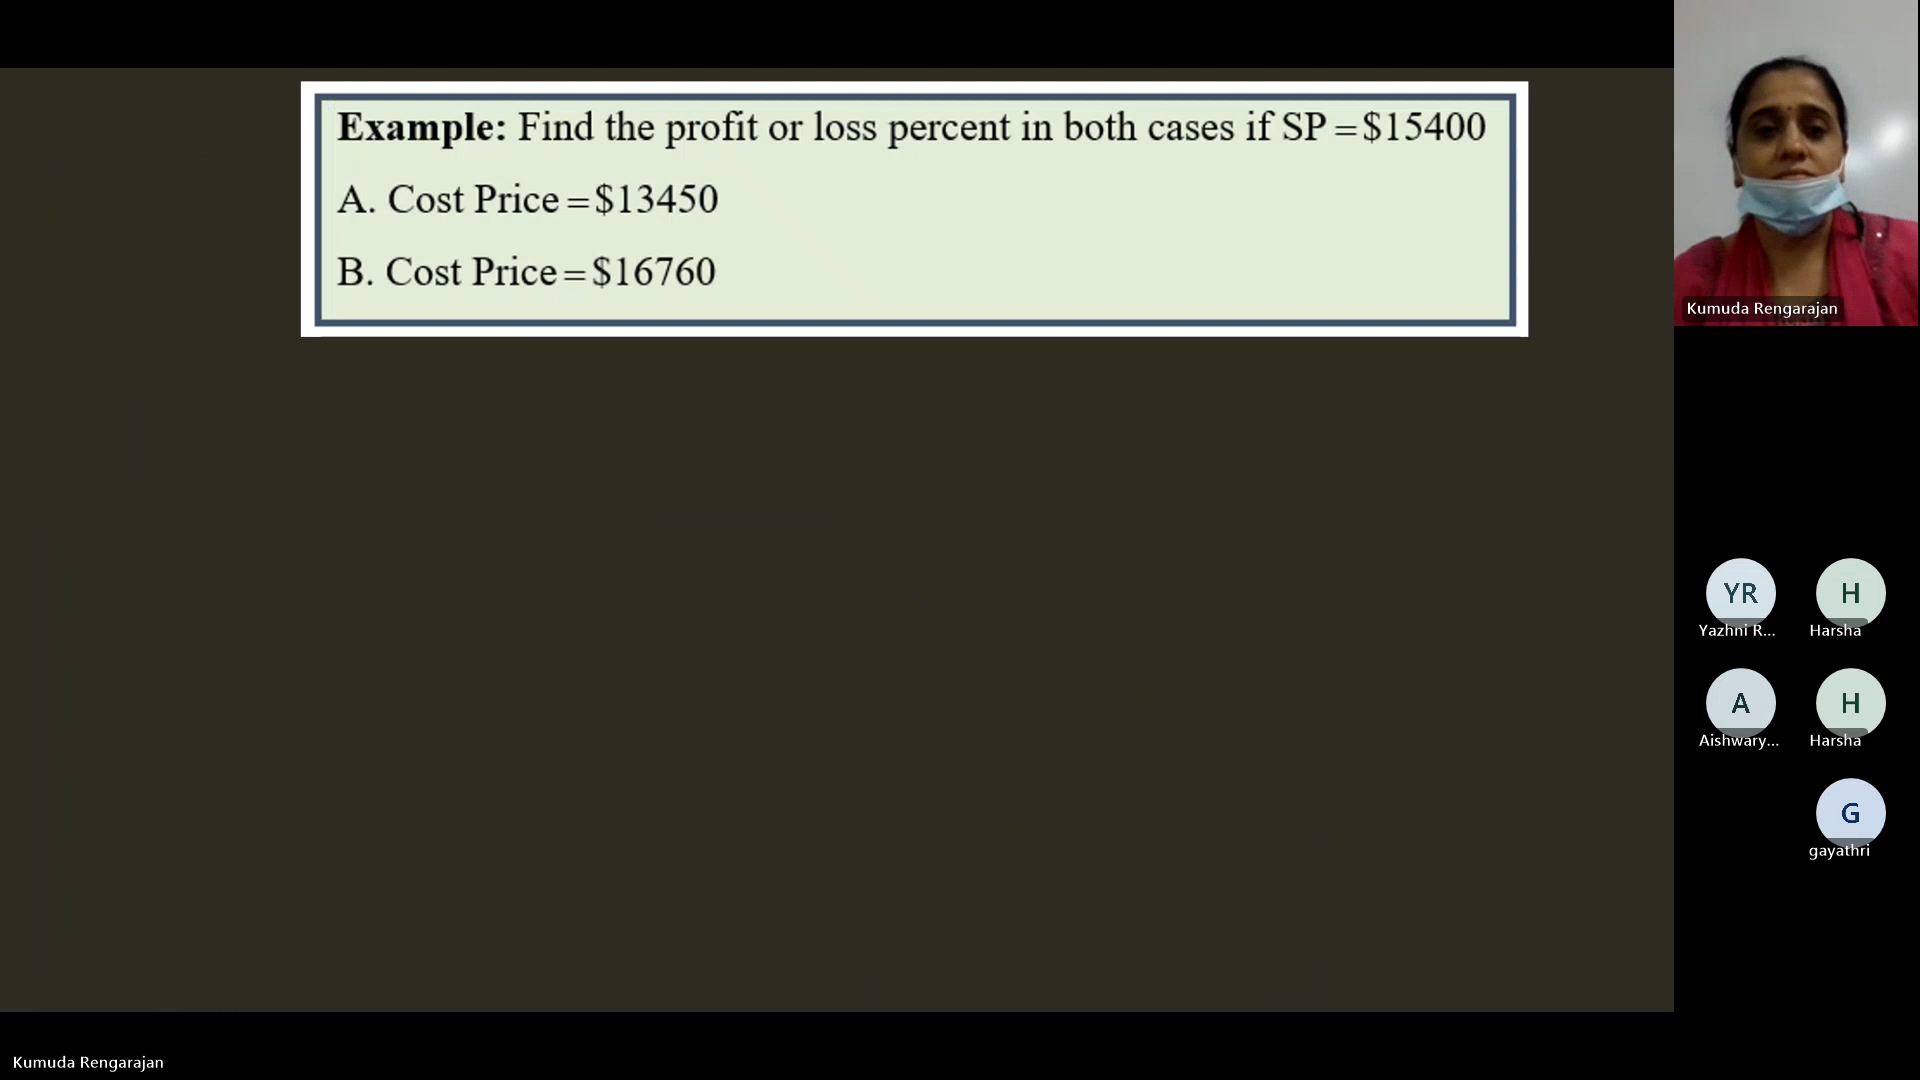 Example: Find the profit or loss percent in both cases if SP = $15400
A. Cost Price = $13450
B. Cost Price = $16760
Kumuda Rengarajan
YR
H
Yazhni R...
Harsha
A
H
Aishwary...
Harsha
G
gayathri
Kumuda Rengarajan